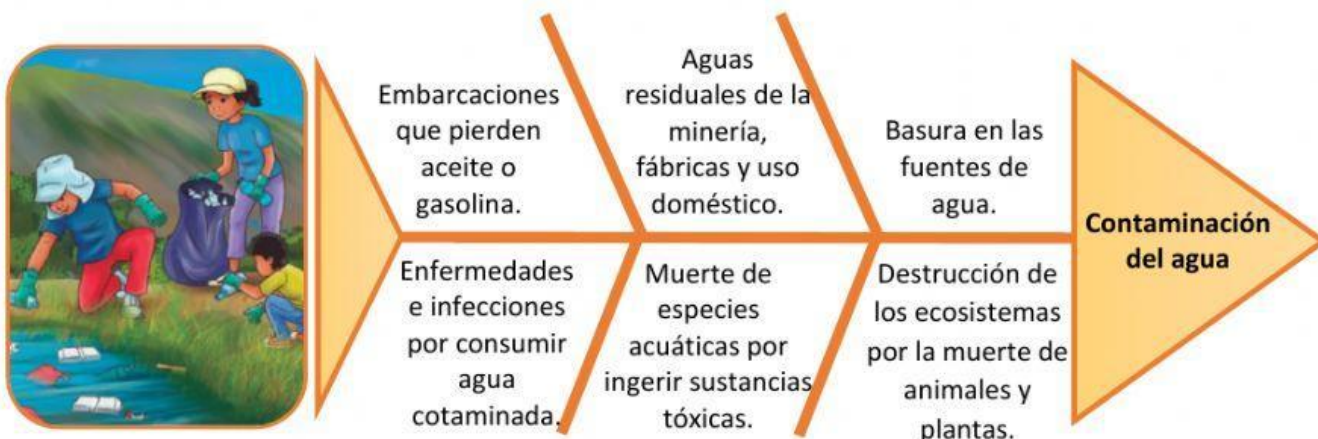 Embarcaciones
que pierden
aceite o
gasolina.
Aguas
residuales de la
minería,
fábricas y uso
doméstico.
Basura en las
fuentes de
agua.
Contaminación
del agua
Enfermedades
e infecciones
por consumir
agua
cotaminada.
Muerte de
especies
acuáticas por
ingerir sustancias
tóxicas.
Destrucción de
los ecosistemas
por la muerte de
animales y
plantas.